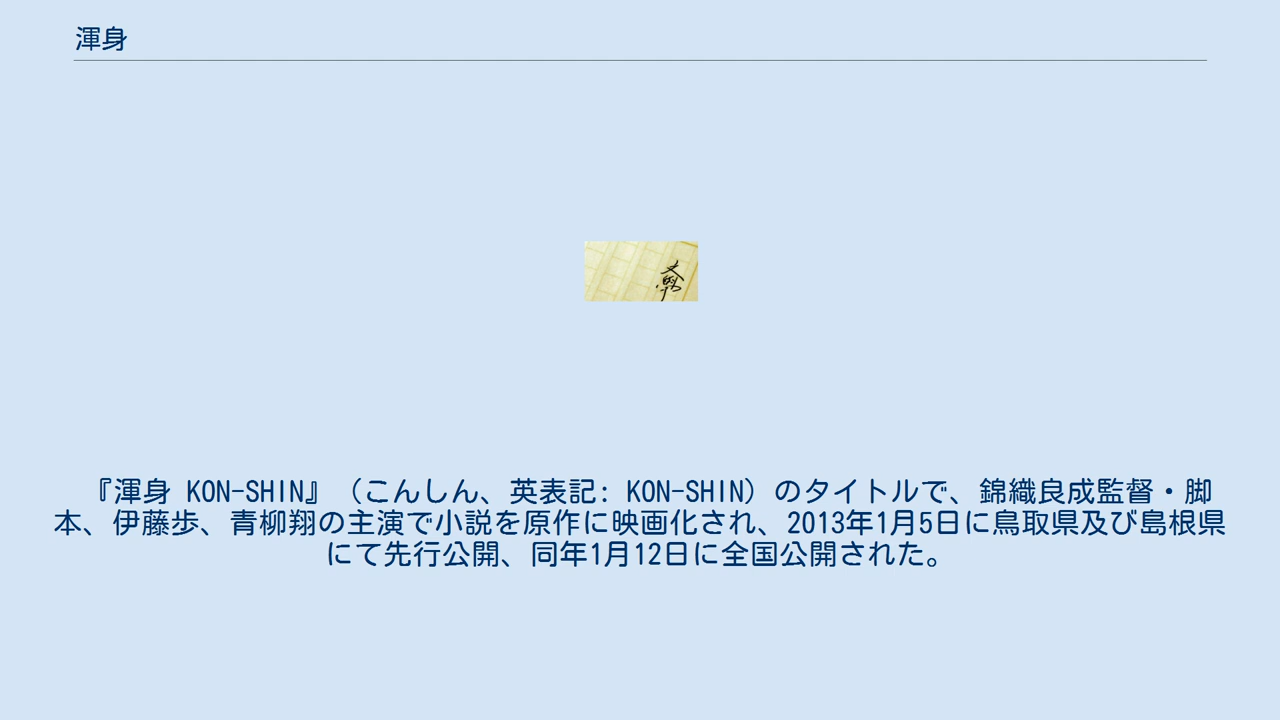 渾身
『渾身 KON-SHIN』（こんしん、英表記: KON-SHIN）のタイトルで、錦織良成監督・脚
本、伊藤歩、青柳翔の主演で小説を原作に映画化され、2013年1月5日に鳥取県及び島根県
にて先行公開、同年1月12日に全国公開された。